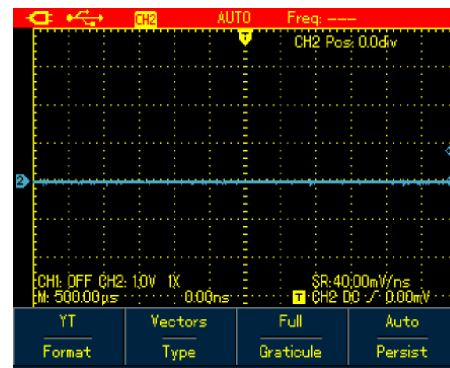 CH2 AUTO Freq: ----
T
CH2 Pos: 0.0div
2
CH1: OFF CH2: 1.0V 1X SR:40.00mV/ns
M: 500.00μs 0.00ns T CH2 DC 0.00mV
YT Vectors Full Auto
Format Type Graticule Persist